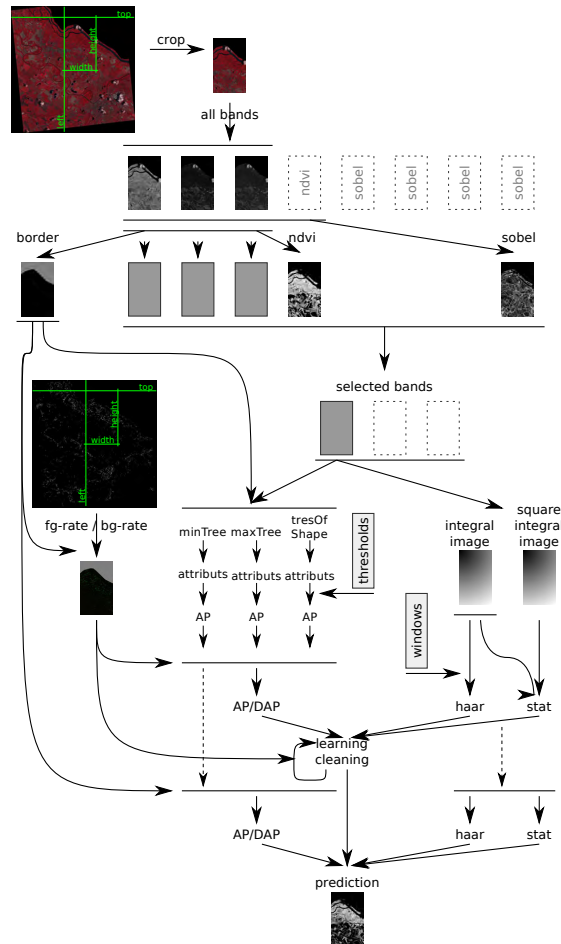 top
height
width
left
crop
all bands
ndvi
sobel
sobel
sobel
sobel
border
ndvi
sobel
selected bands
top
height
width
left
fg-rate / bg-rate
minTree
maxTree
tresOf
Shape
thresholds
attributs
attributs
attributs
AP
AP
AP
integral
image
square
integral
image
windows
AP/DAP
haar
stat
learning
cleaning
AP/DAP
haar
stat
prediction